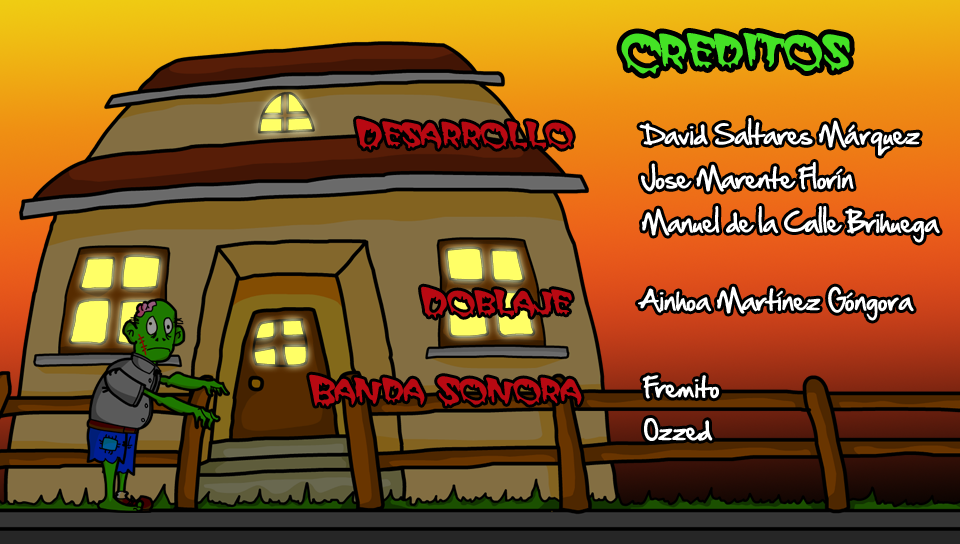 CREDITOS
DESARROLLO David Saltares Márquez
Jose Marente Florín
Manuel de la Calle Brihuega
DOBLAJE Ainhoa Martínez Góngora
BANDA SONORA Fremito
Ozzed